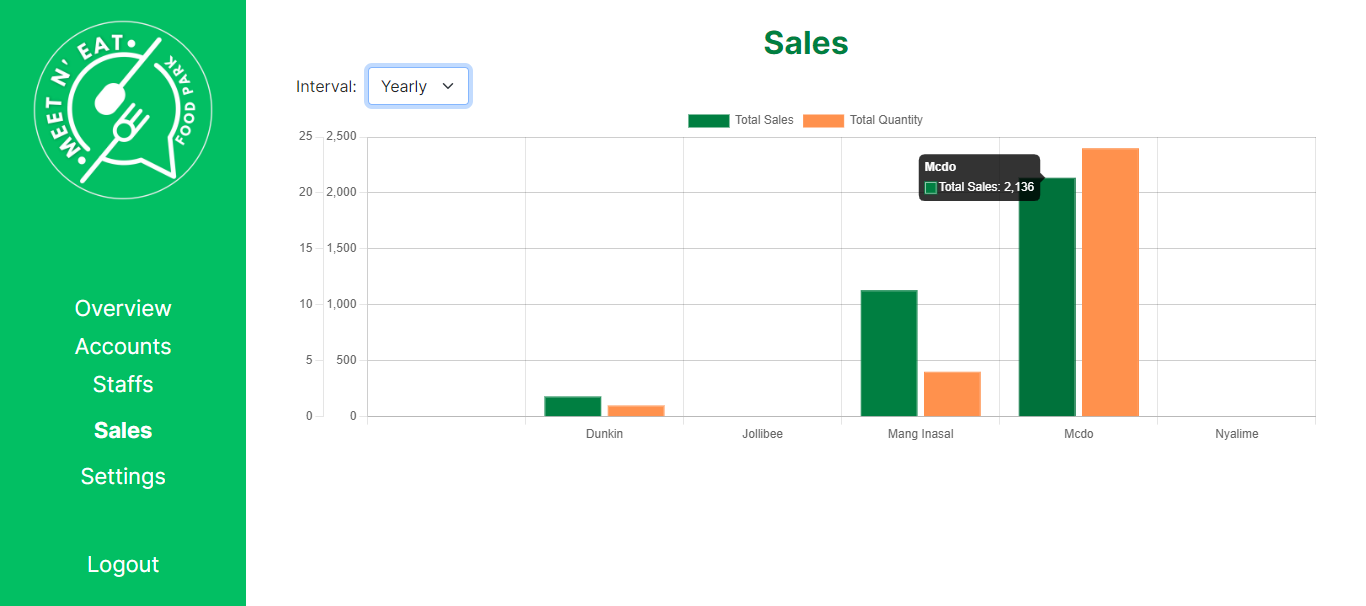 MEET N' EAT
FOOD PARK
Overview
Accounts
Staffs
Sales
Settings
Logout
Sales
Interval: Yearly
Total Sales Total Quantity
25 2,500
20 2,000
15 1,500
10 1,000
5 500
0 0
Mcdo
Total Sales: 2,136
Dunkin Jollibee Mang Inasal Mcdo Nyalime